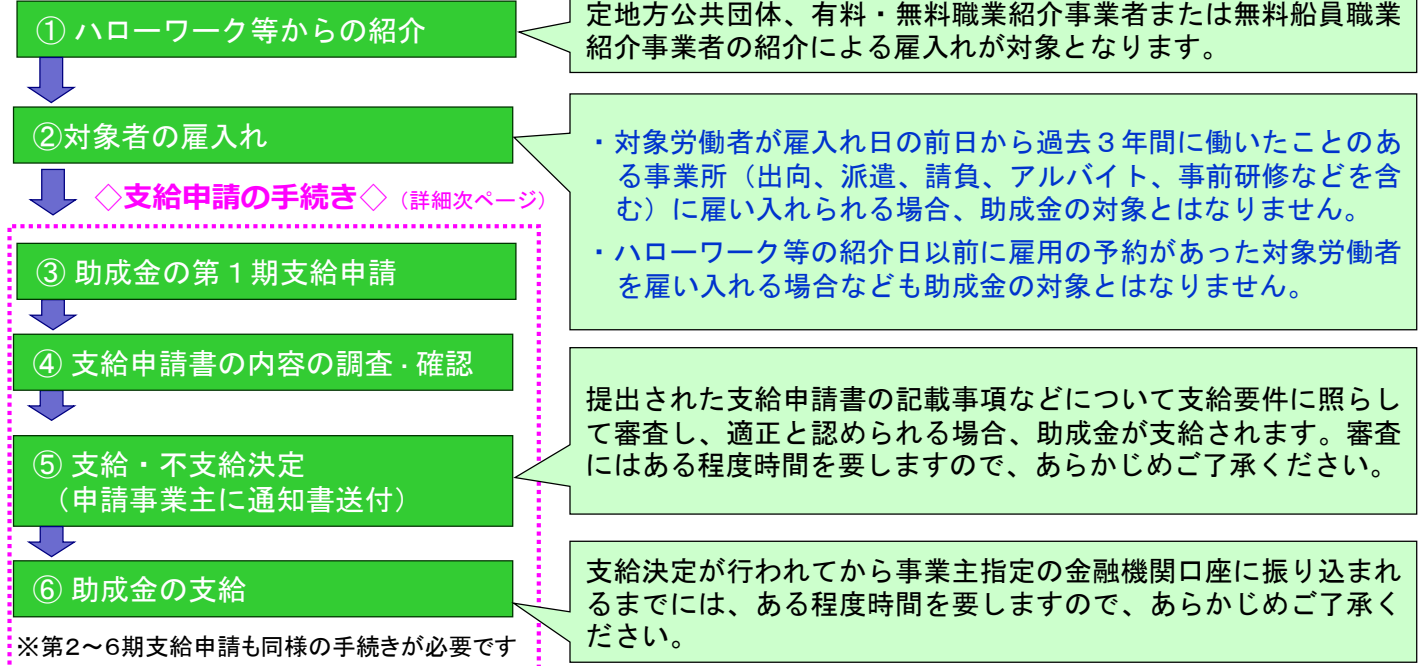 定地方公共団体、有料・無料職業紹介事業者または無料船員職業
紹介事業者の紹介による雇入れが対象となります。
① ハローワーク等からの紹介
②対象者の雇入れ
・対象労働者が雇入れ日の前日から過去３年間に働いたことのあ
る事業所（出向、派遣、請負、アルバイト、事前研修などを含
む）に雇い入れられる場合、助成金の対象とはなりません。
・ハローワーク等の紹介日以前に雇用の予約があった対象労働者
を雇い入れる場合なども助成金の対象とはなりません。
◇支給申請の手続き◇（詳細次ページ）
③ 助成金の第１期支給申請
④ 支給申請書の内容の調査・確認
⑤ 支給・不支給決定
（申請事業主に通知書送付）
提出された支給申請書の記載事項などについて支給要件に照らし
て審査し、適正と認められる場合、助成金が支給されます。審査
にはある程度時間を要しますので、あらかじめご了承ください。
⑥ 助成金の支給
支給決定が行われてから事業主指定の金融機関口座に振り込まれ
るまでには、ある程度時間を要しますので、あらかじめご了承く
ださい。
※第2～6期支給申請も同様の手続きが必要です